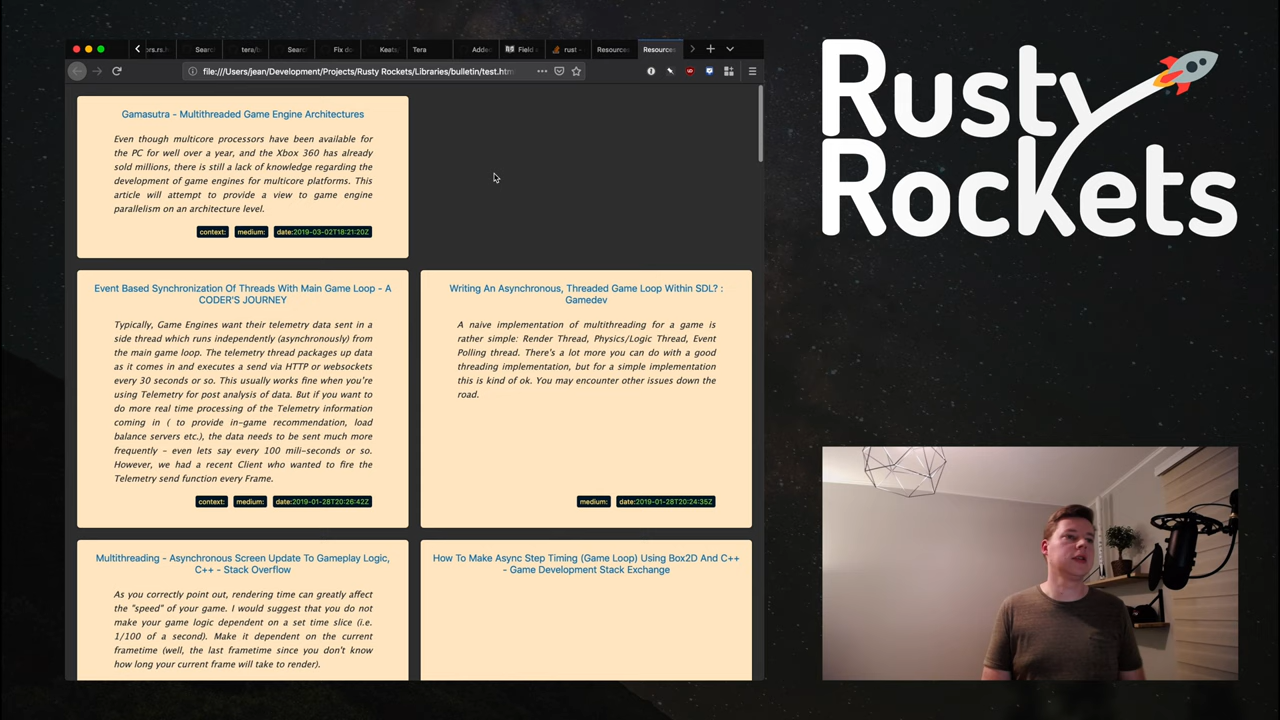 ors.rs.h
Searc
tera/t
Searc
Fix do
Keata
Tera
Added
Field -
rust -
Resources
Resources
file:///Users/jean/Development/Projects/Rusty Rockets/Libraries/bulletin/test.htm
Gamasutra - Multithreaded Game Engine Architectures
Even though multicore processors have been available for
the PC for well over a year, and the Xbox 360 has already
sold millions, there is still a lack of knowledge regarding the
development of game engines for multicore platforms. This
article will attempt to provide a view to game engine
parallelism on an architecture level.
context: medium: date:2019-03-02T18:21:20Z
Event Based Synchronization Of Threads With Main Game Loop - A
CODER'S JOURNEY
Typically, Game Engines want their telemetry data sent in a
side thread which runs independently (asynchronously) from
the main game loop. The telemetry thread packages up data
as it comes in and executes a send via HTTP or websockets
every 30 seconds or so. This usually works fine when you're
using Telemetry for post analysis of data. But if you want to
do more real time processing of the Telemetry information
coming in ( to provide in-game recommendation, load
balance servers etc.), the data needs to be sent much more
frequently – even lets say every 100 mili-seconds or so.
However, we had a recent Client who wanted to fire the
Telemetry send function every Frame.
context: medium: date:2019-01-28T20:26:42Z
Writing An Asynchronous, Threaded Game Loop Within SDL? :
Gamedev
A naive implementation of multithreading for a game is
rather simple: Render Thread, Physics/Logic Thread, Event
Polling thread. There's a lot more you can do with a good
threading implementation, but for a simple implementation
this is kind of ok. You may encounter other issues down the
road.
medium: date:2019-01-28T20:24:35Z
Multithreading - Asynchronous Screen Update To Gameplay Logic,
C++ - Stack Overflow
As you correctly point out, rendering time can greatly affect
the "speed" of your game. I would suggest that you do not
make your game logic dependent on a set time slice (i.e.
1/100 of a second). Make it dependent on the current
frametime (well, the last frametime since you don't know
how long your current frame will take to render).
How To Make Async Step Timing (Game Loop) Using Box2D And C++
- Game Development Stack Exchange
Rusty
Rockets